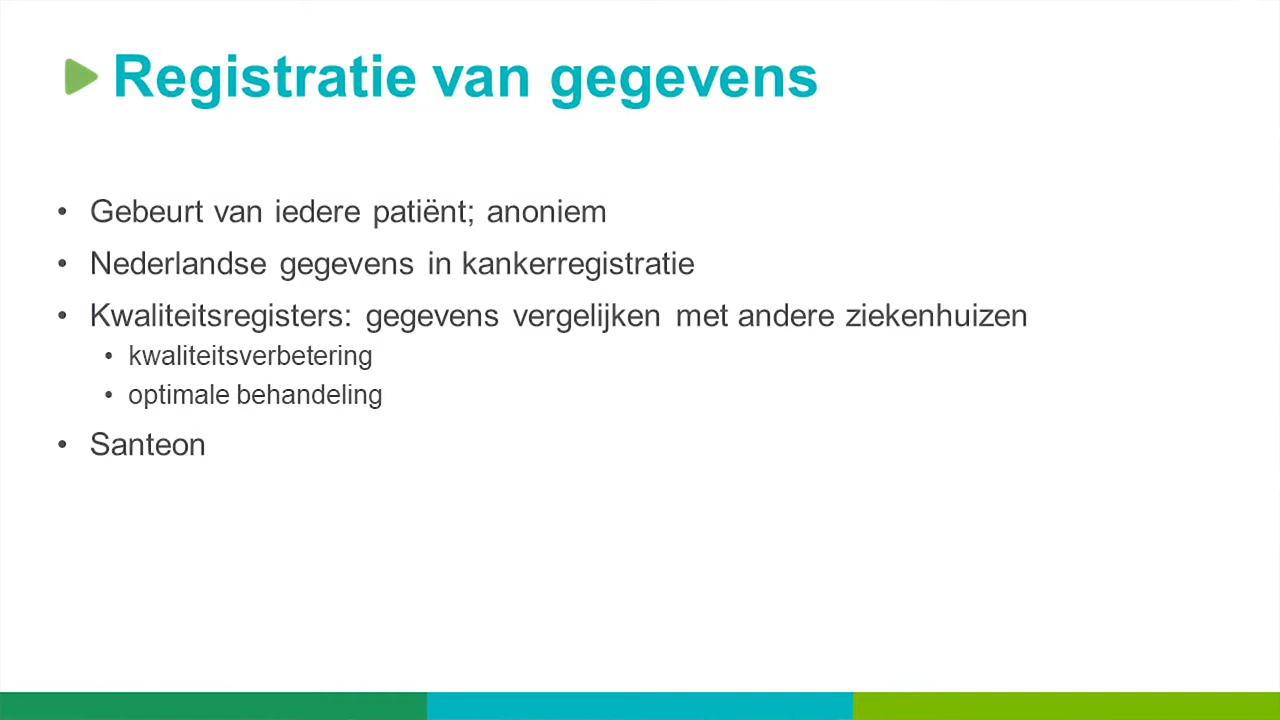 Registratie van gegevens
• Gebeurt van iedere patiënt; anoniem
• Nederlandse gegevens in kankerregistratie
• Kwaliteitsregisters: gegevens vergelijken met andere ziekenhuizen
• kwaliteitsverbetering
• optimale behandeling
• Santeon